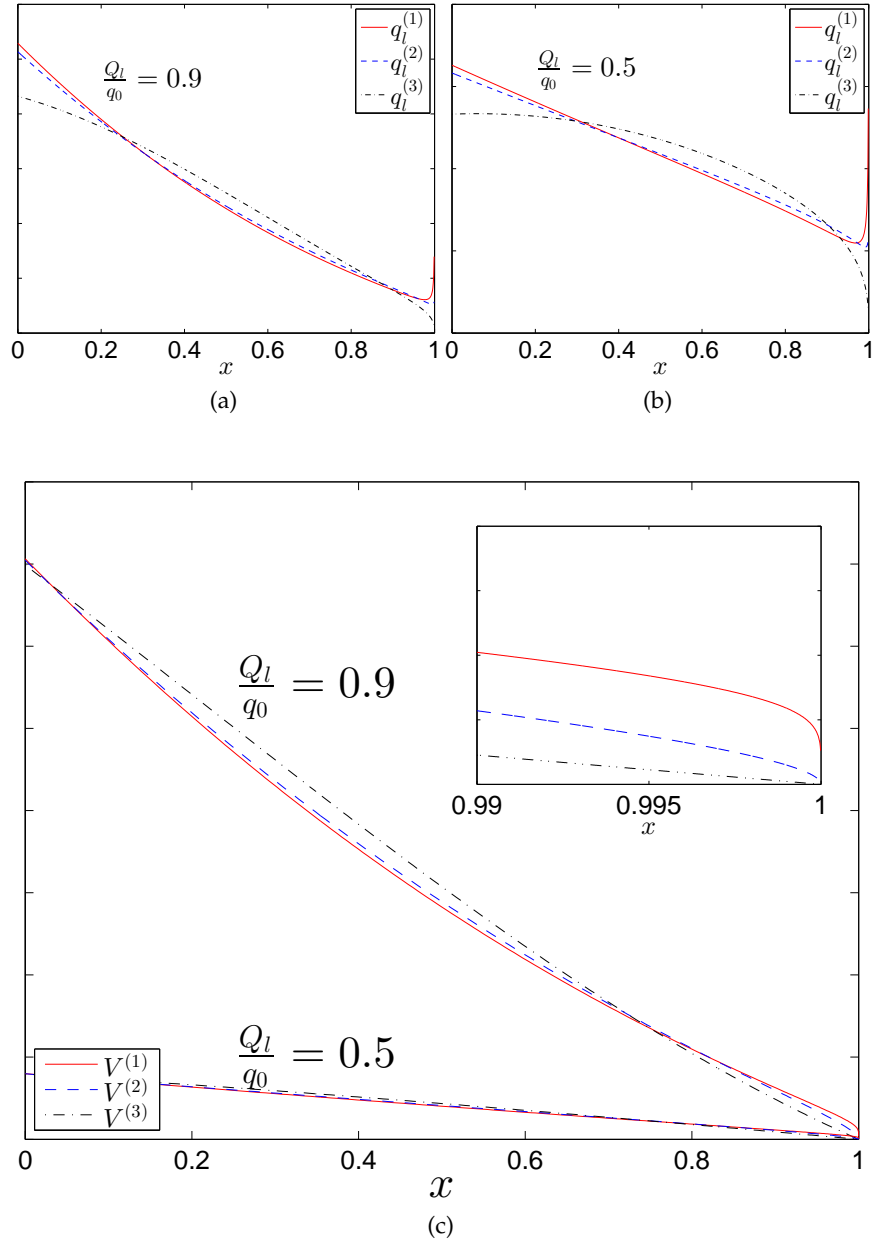 Q_l/q_0 = 0.9
q_l^(1)
q_l^(2)
q_l^(3)
0 0.2 0.4 0.6 0.8 1
x
(a)
Q_l/q_0 = 0.5
q_l^(1)
q_l^(2)
q_l^(3)
0 0.2 0.4 0.6 0.8 1
x
(b)
Q_l/q_0 = 0.9
0.99 0.995 1
x
Q_l/q_0 = 0.5
V^(1)
V^(2)
V^(3)
0 0.2 0.4 0.6 0.8 1
x
(c)